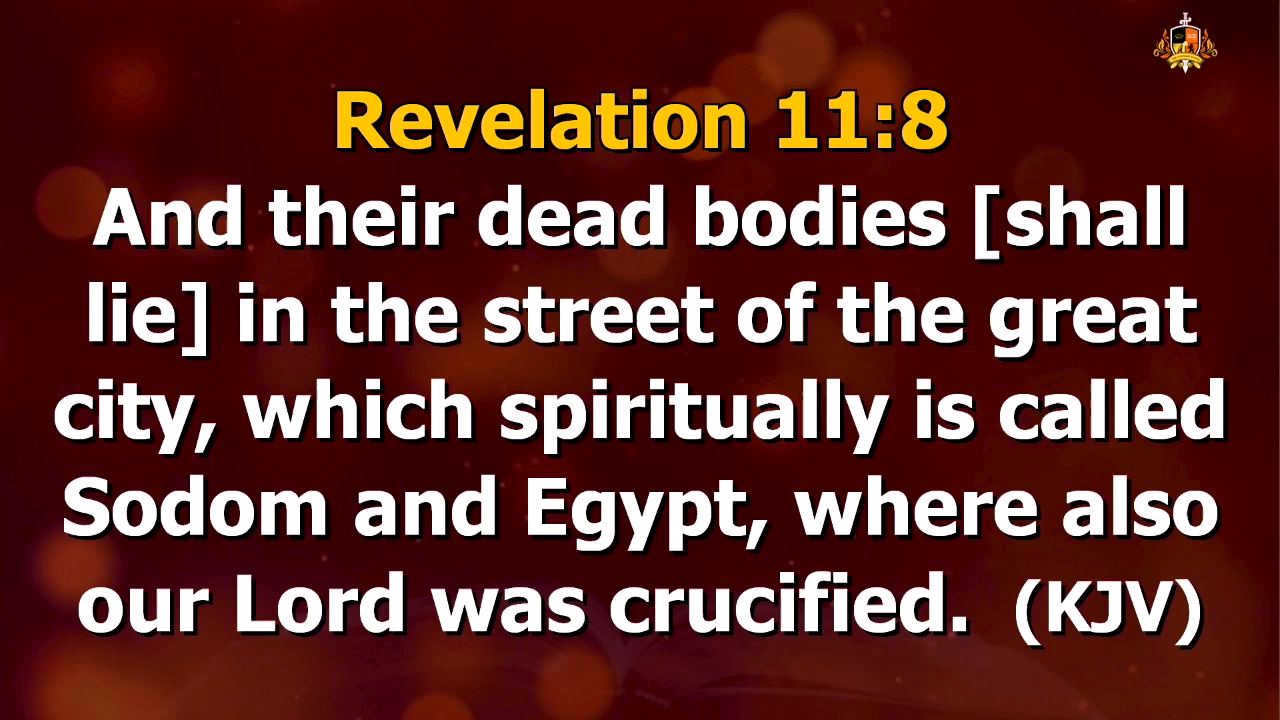 Revelation 11:8
And their dead bodies [shall
lie] in the street of the great
city, which spiritually is called
Sodom and Egypt, where also
our Lord was crucified.  (KJV)